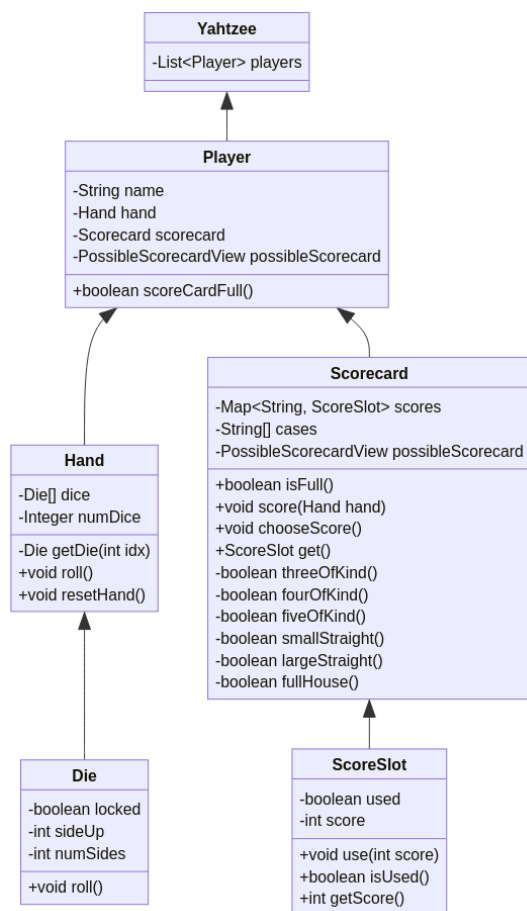 Yahtzee
-List<Player> players
Player
-String name
-Hand hand
-Scorecard scorecard
-PossibleScorecardView possibleScorecard
+boolean scoreCardFull()
Scorecard
-Map<String, ScoreSlot> scores
-String[] cases
-PossibleScorecardView possibleScorecard
+boolean isFull()
+void score(Hand hand)
+void chooseScore()
+ScoreSlot get()
-boolean threeOfKind()
-boolean fourOfKind()
-boolean fiveOfKind()
-boolean smallStraight()
-boolean largeStraight()
-boolean fullHouse()
Hand
-Die[] dice
-Integer numDice
-Die getDie(int idx)
+void roll()
+void resetHand()
Die
-boolean locked
-int sideUp
-int numSides
+void roll()
ScoreSlot
-boolean used
-int score
+void use(int score)
+boolean isUsed()
+int getScore()